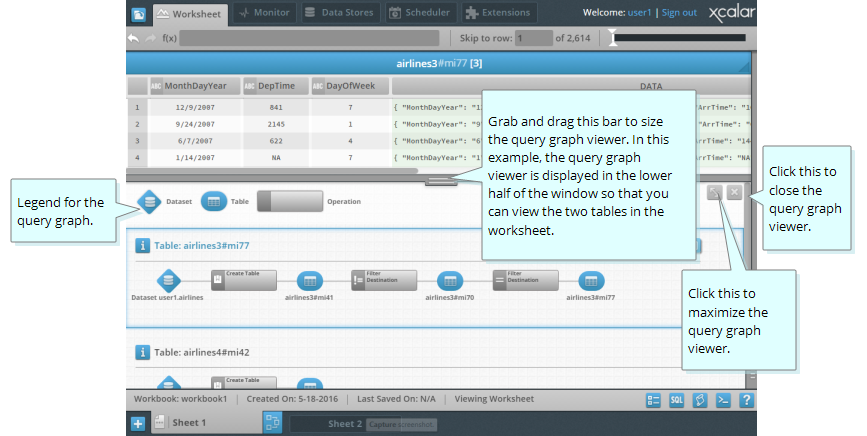 Worksheet
Monitor
Data Stores
Scheduler
Extensions
Welcome: user1 | Sign out
xcalar
f(x)
Skip to row: 1 of 2,614
airlines3#mi77 [3]
ABC MonthDayYear ABC DepTime ABC DayOfWeek DATA
1 12/9/2007 841 7 { "MonthDayYear": "1
2 9/24/2007 2145 1 { "MonthDayYear": "9 "ArrTime":
3 6/7/2007 622 4 { "MonthDayYear": "6 "ArrTime": "14
4 1/14/2007 NA 7 { "MonthDayYear": "1 "ArrTime": "NA
Grab and drag this bar to size
the query graph viewer. In this
example, the query graph
viewer is displayed in the lower
half of the window so that you
can view the two tables in the
worksheet.
Click this to
close the
query graph
viewer.
Legend for the
query graph.
Dataset
Table
Operation
Click this to
maximize the
query graph
viewer.
Table: airlines3#mi77
Create Table
Filter
Destination
Filter
Destination
Dataset user1.airlines
airlines3#mi41
airlines3#mi70
airlines3#mi77
Table: airlines4#mi42
Create Table
Workbook: workbook1 | Created On: 5-18-2016 | Last Saved On: N/A | Viewing Worksheet
SQL
Sheet 1
Sheet 2
Capture screenshot